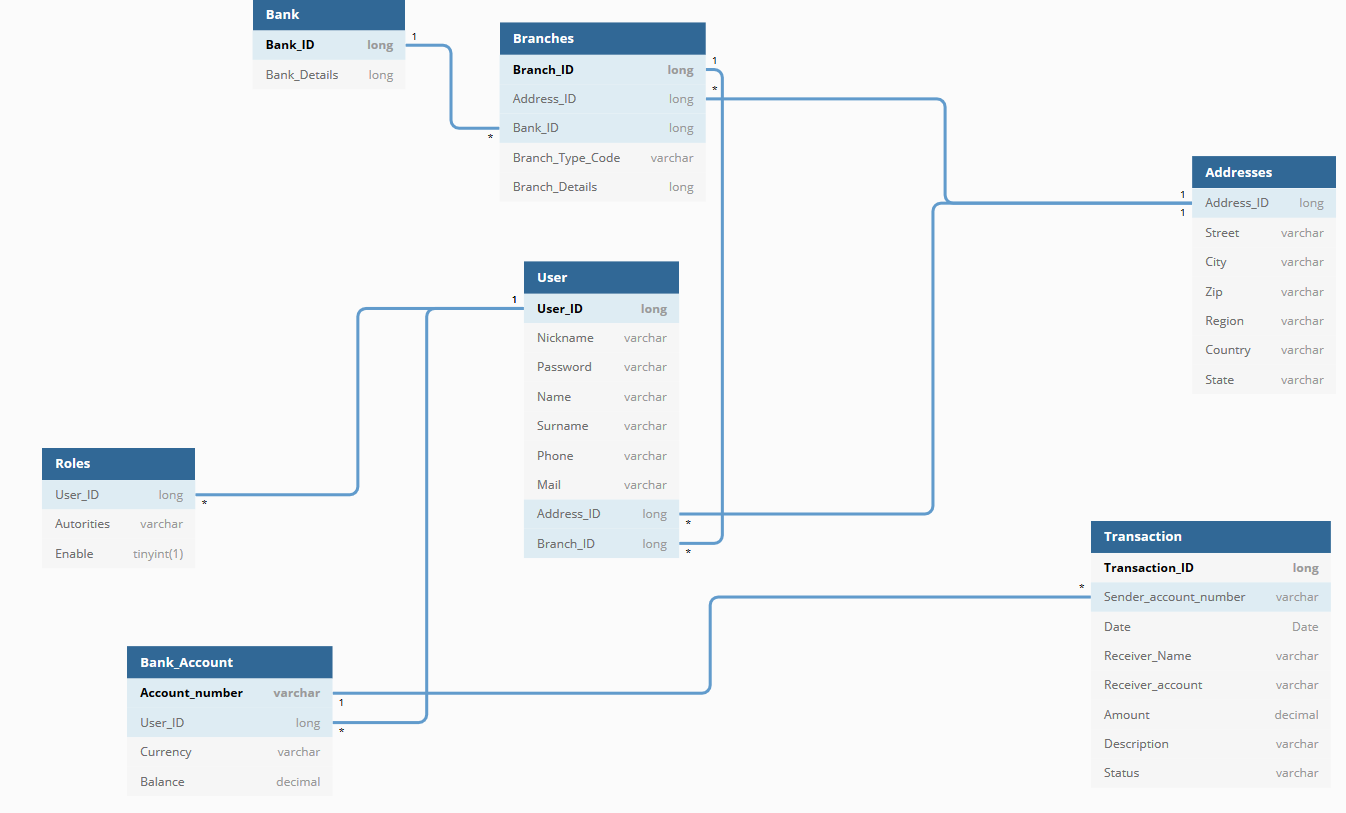 Bank
Bank_ID long
Bank_Details long
1
*
Branches
Branch_ID long
Address_ID long
Bank_ID long
Branch_Type_Code varchar
Branch_Details long
1
*
Addresses
Address_ID long
Street varchar
City varchar
Zip varchar
Region varchar
Country varchar
State varchar
1
1
User
User_ID long
Nickname varchar
Password varchar
Name varchar
Surname varchar
Phone varchar
Mail varchar
Address_ID long
Branch_ID long
1
*
*
Roles
User_ID long
Autorities varchar
Enable tinyint(1)
*
Transaction
Transaction_ID long
Sender_account_number varchar
Date Date
Receiver_Name varchar
Receiver_account varchar
Amount decimal
Description varchar
Status varchar
*
Bank_Account
Account_number varchar
User_ID long
Currency varchar
Balance decimal
1
*